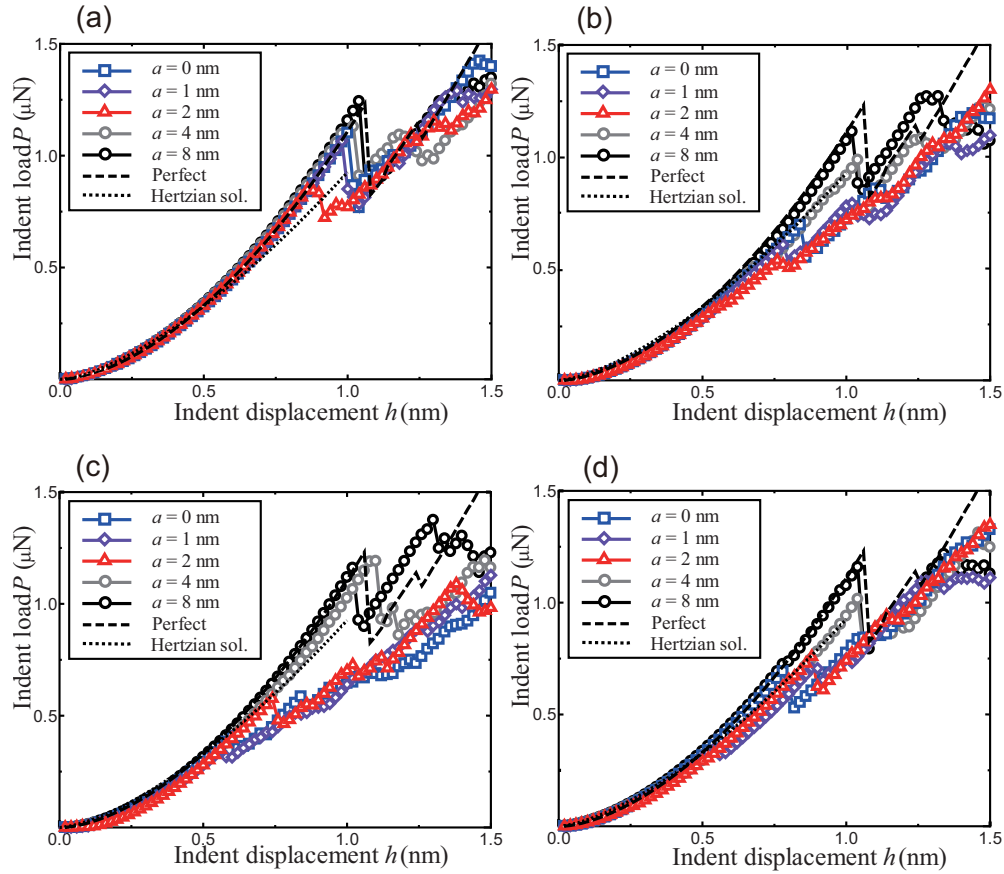 (a)
1.5
1.0
0.5
Indent load P (μN)
a = 0 nm
a = 1 nm
a = 2 nm
a = 4 nm
a = 8 nm
Perfect
Hertzian sol.
0.0 0.5 1.0 1.5
Indent displacement h (nm)
(b)
1.5
1.0
0.5
Indent load P (μN)
a = 0 nm
a = 1 nm
a = 2 nm
a = 4 nm
a = 8 nm
Perfect
Hertzian sol.
0.0 0.5 1.0 1.5
Indent displacement h (nm)
(c)
1.5
1.0
0.5
Indent load P (μN)
a = 0 nm
a = 1 nm
a = 2 nm
a = 4 nm
a = 8 nm
Perfect
Hertzian sol.
0.0 0.5 1.0 1.5
Indent displacement h (nm)
(d)
1.5
1.0
0.5
Indent load P (μN)
a = 0 nm
a = 1 nm
a = 2 nm
a = 4 nm
a = 8 nm
Perfect
Hertzian sol.
0.0 0.5 1.0 1.5
Indent displacement h (nm)